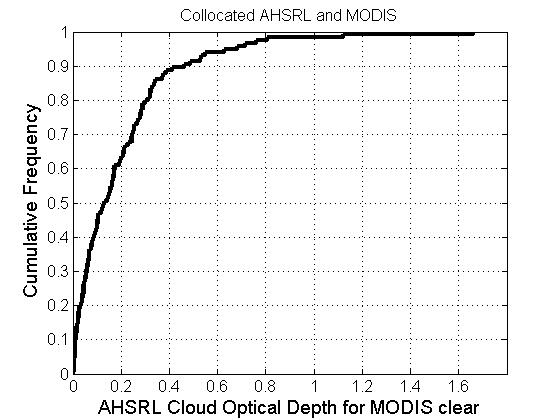 Collocated AHSRL and MODIS
1
0.9
0.8
0.7
0.6
0.5
0.4
0.3
0.2
0.1
0
Cumulative Frequency
0 0.2 0.4 0.6 0.8 1 1.2 1.4 1.6
AHSRL Cloud Optical Depth for MODIS clear